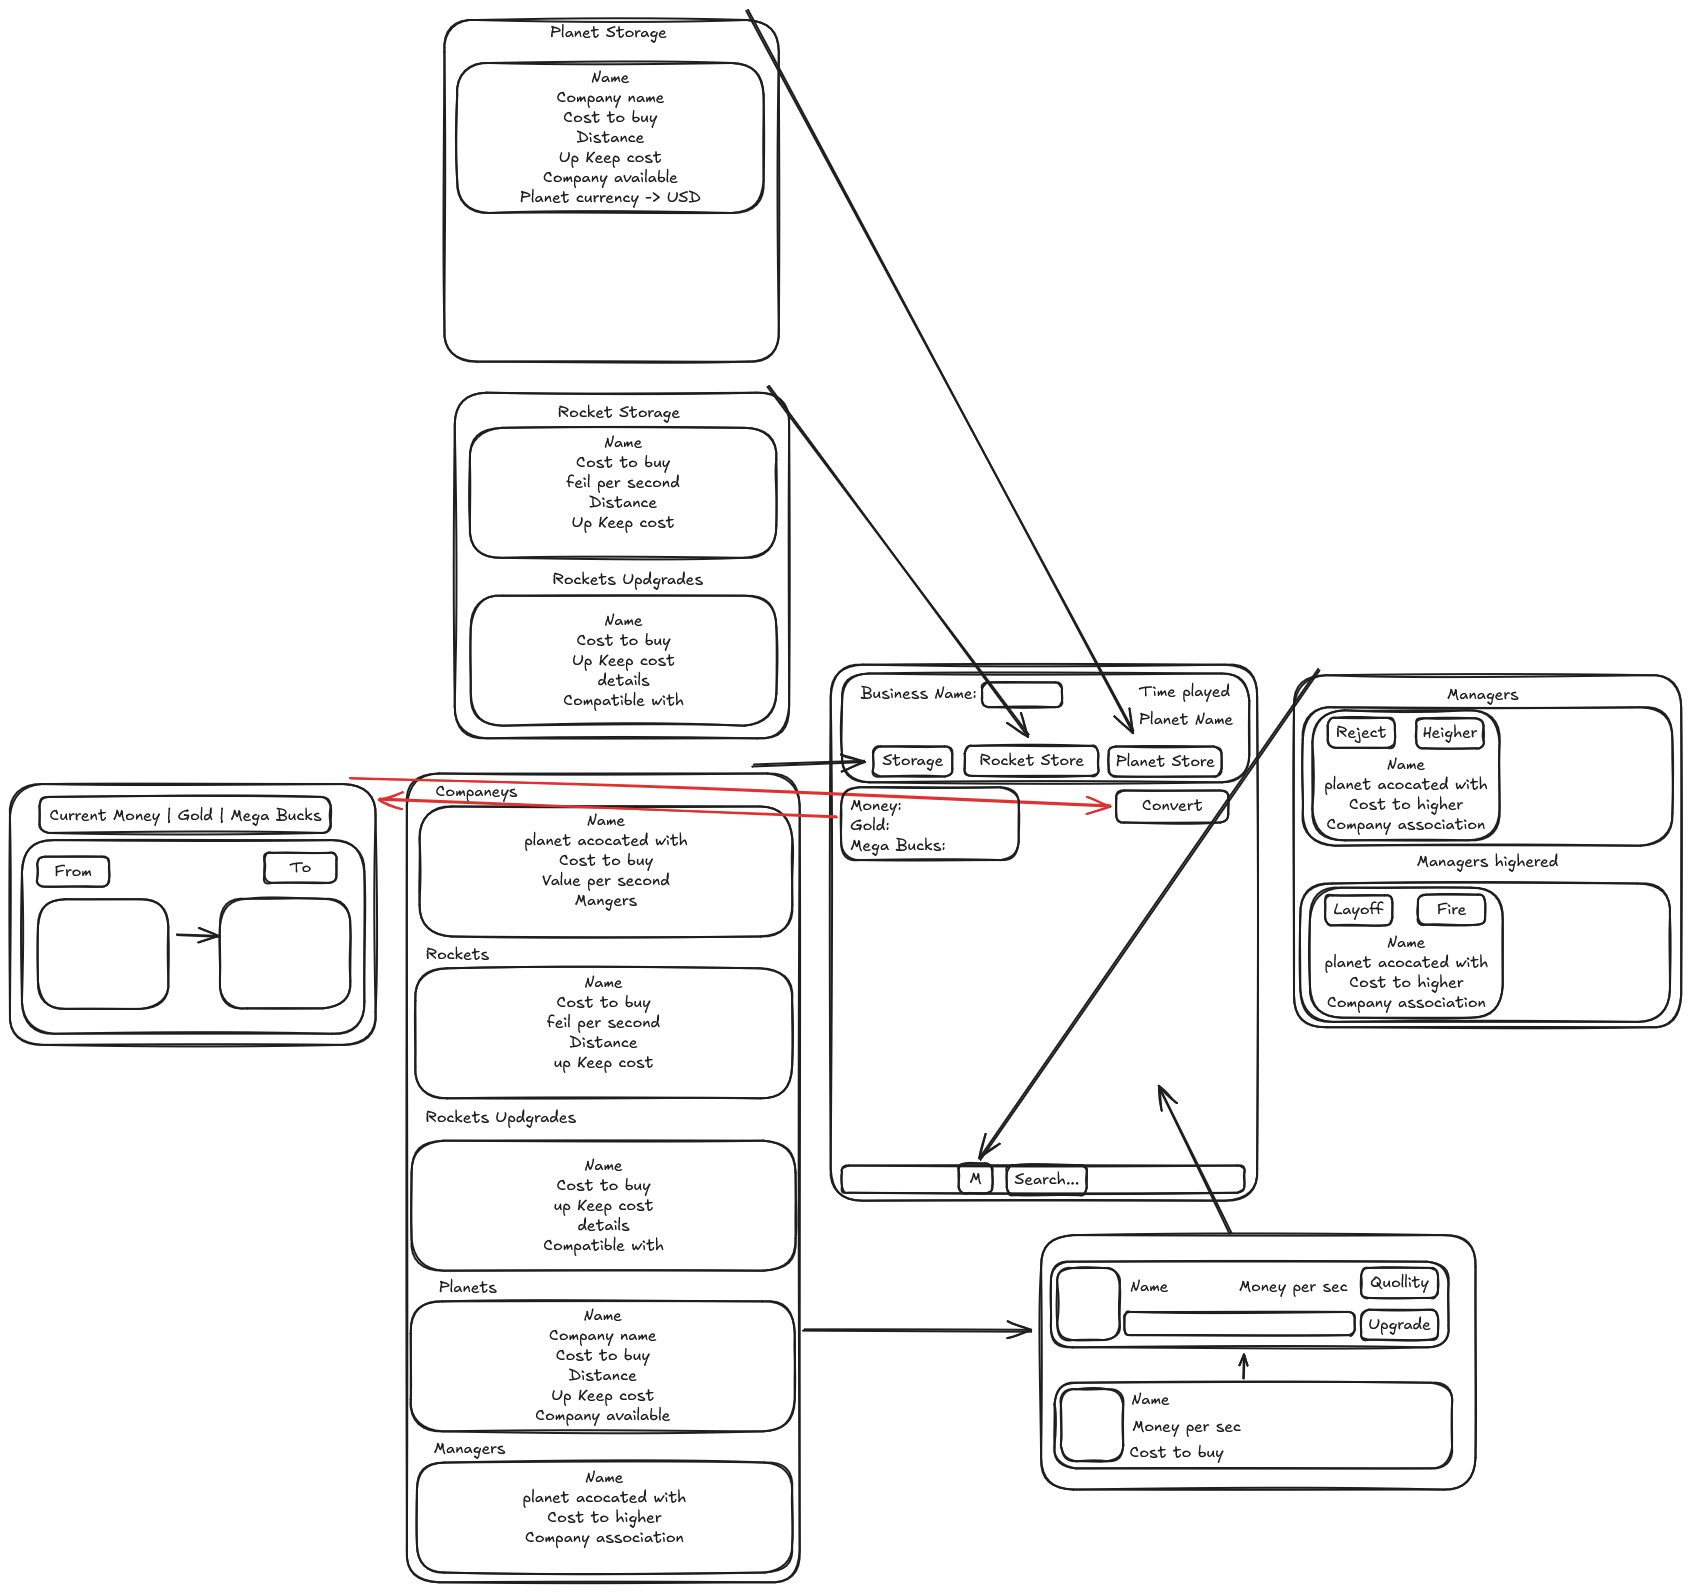 Planet Storage
Name
Company name
Cost to buy
Distance
Up Keep cost
Company available
Planet currency -> USD
Rocket Storage
Name
Cost to buy
feil per second
Distance
Up Keep cost
Rockets Updgrades
Name
Cost to buy
Up Keep cost
details
Compatible with
Current Money | Gold | Mega Bucks
From
To
Companeys
Name
planet acocated with
Cost to buy
Value per second
Mangers
Rockets
Name
Cost to buy
feil per second
Distance
up Keep cost
Rockets Updgrades
Name
Cost to buy
up Keep cost
details
Compatible with
Planets
Name
Company name
Cost to buy
Distance
Up Keep cost
Company available
Managers
Name
planet acocated with
Cost to higher
Company association
Business Name:
Time played
Planet Name
Storage
Rocket Store
Planet Store
Money:
Gold:
Mega Bucks:
Convert
M
Search...
Managers
Reject
Heigher
Name
planet acocated with
Cost to higher
Company association
Managers highered
Layoff
Fire
Name
planet acocated with
Cost to higher
Company association
Name
Money per sec
Quollity
Upgrade
Name
Money per sec
Cost to buy